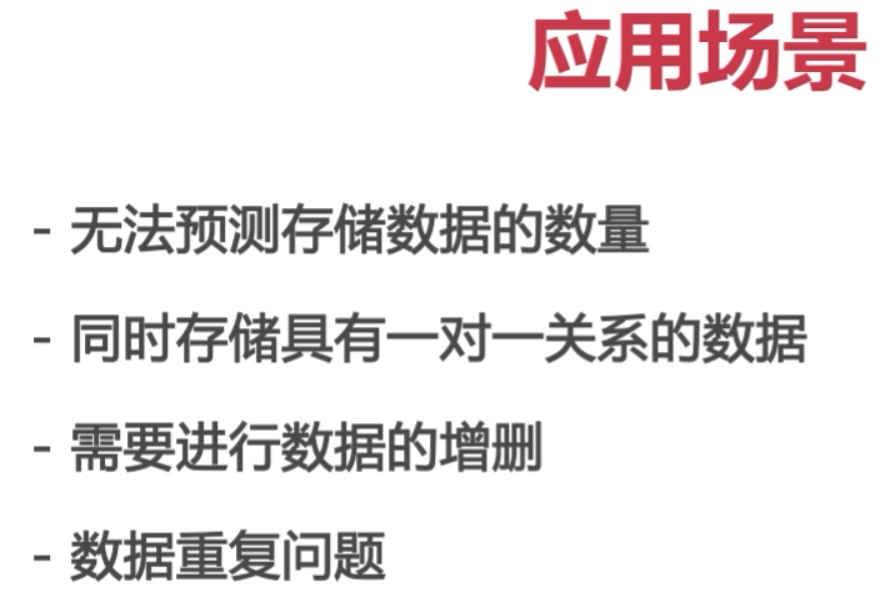 应用场景
- 无法预测存储数据的数量
- 同时存储具有一对一关系的数据
- 需要进行数据的增删
- 数据重复问题